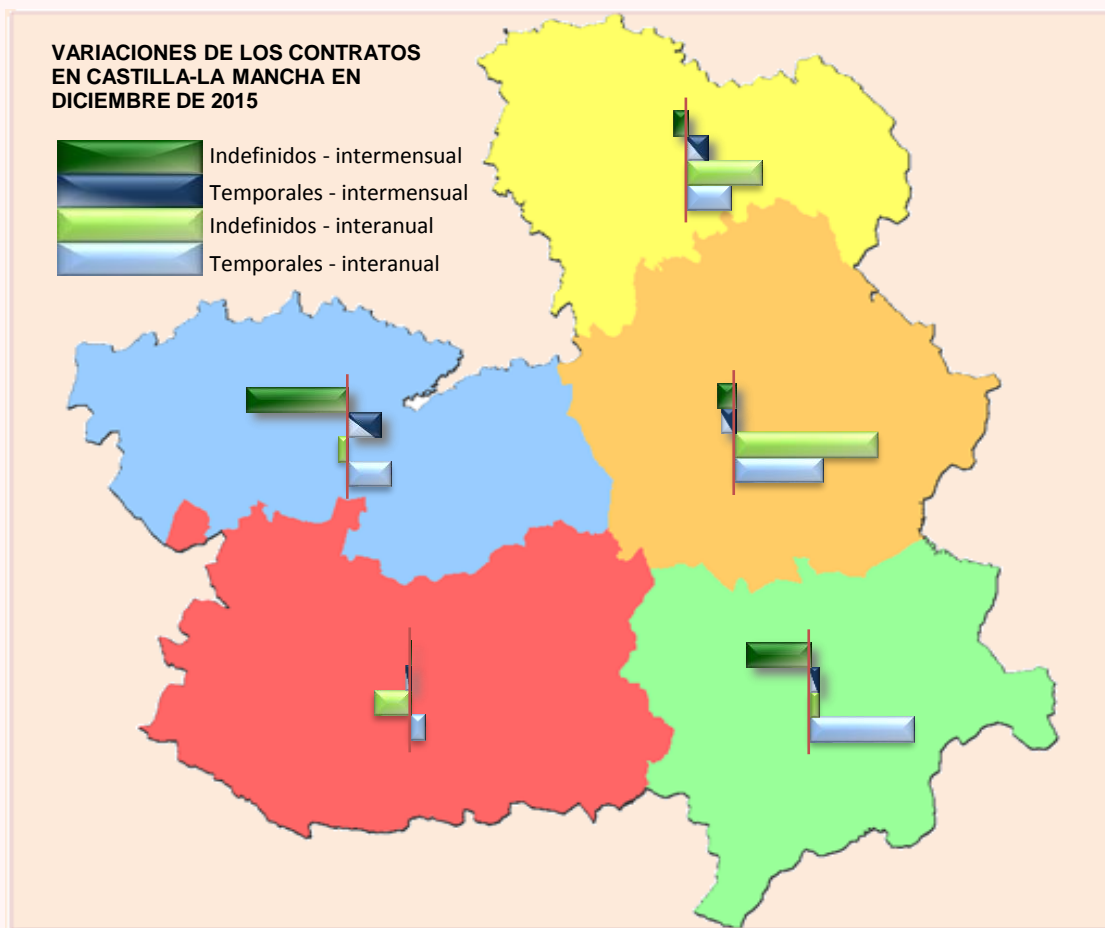 VARIACIONES DE LOS CONTRATOS
EN CASTILLA-LA MANCHA EN
DICIEMBRE DE 2015
Indefinidos - intermensual
Temporales - intermensual
Indefinidos - interanual
Temporales - interanual